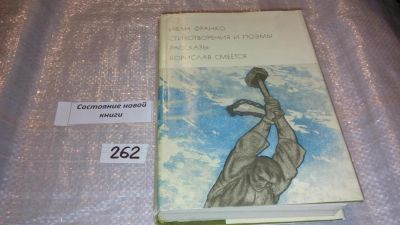 ИВАН ФРАНКО
СТИХОТВОРЕНИЯ И ПОЭМЫ
РАССКАЗЫ
БОРИСЛАВ СМЕЕТСЯ
Состояние новой
книги
262